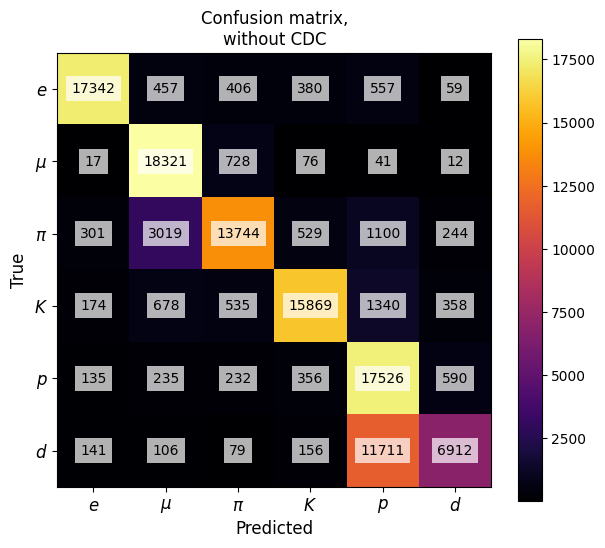 Confusion matrix,
without CDC
e 17342 457 406 380 557 59
μ 17 18321 728 76 41 12
π 301 3019 13744 529 1100 244
K 174 678 535 15869 1340 358
p 135 235 232 356 17526 590
d 141 106 79 156 11711 6912
e μ π K p d
Predicted
True
17500
15000
12500
10000
7500
5000
2500